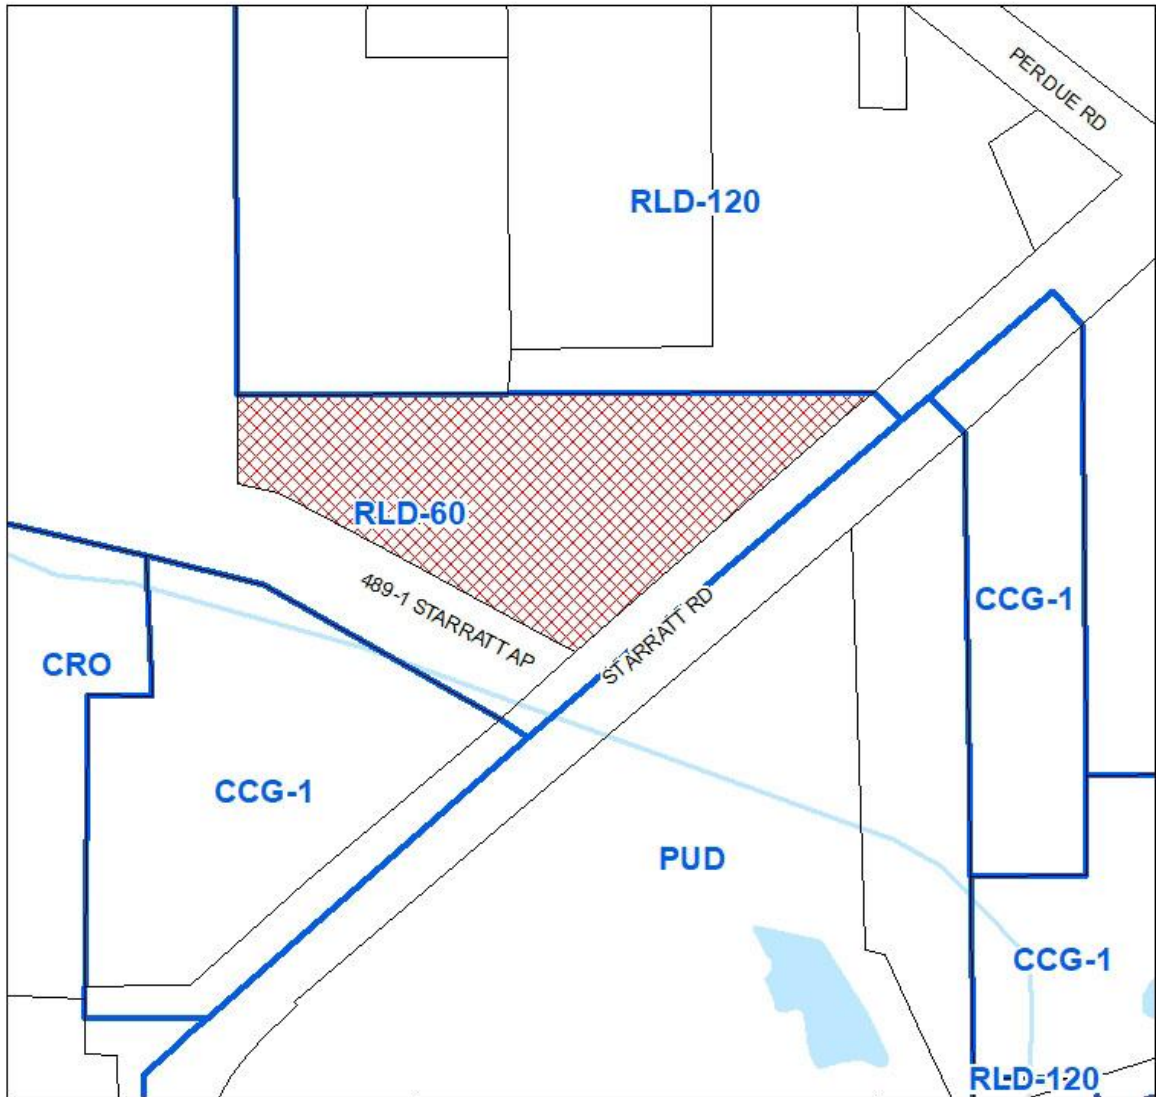 PERDUE RD
RLD-120
RLD-60
489-1 STARRATT AP
STARRATT RD
CCG-1
CRO
CCG-1
PUD
CCG-1
RLD-120